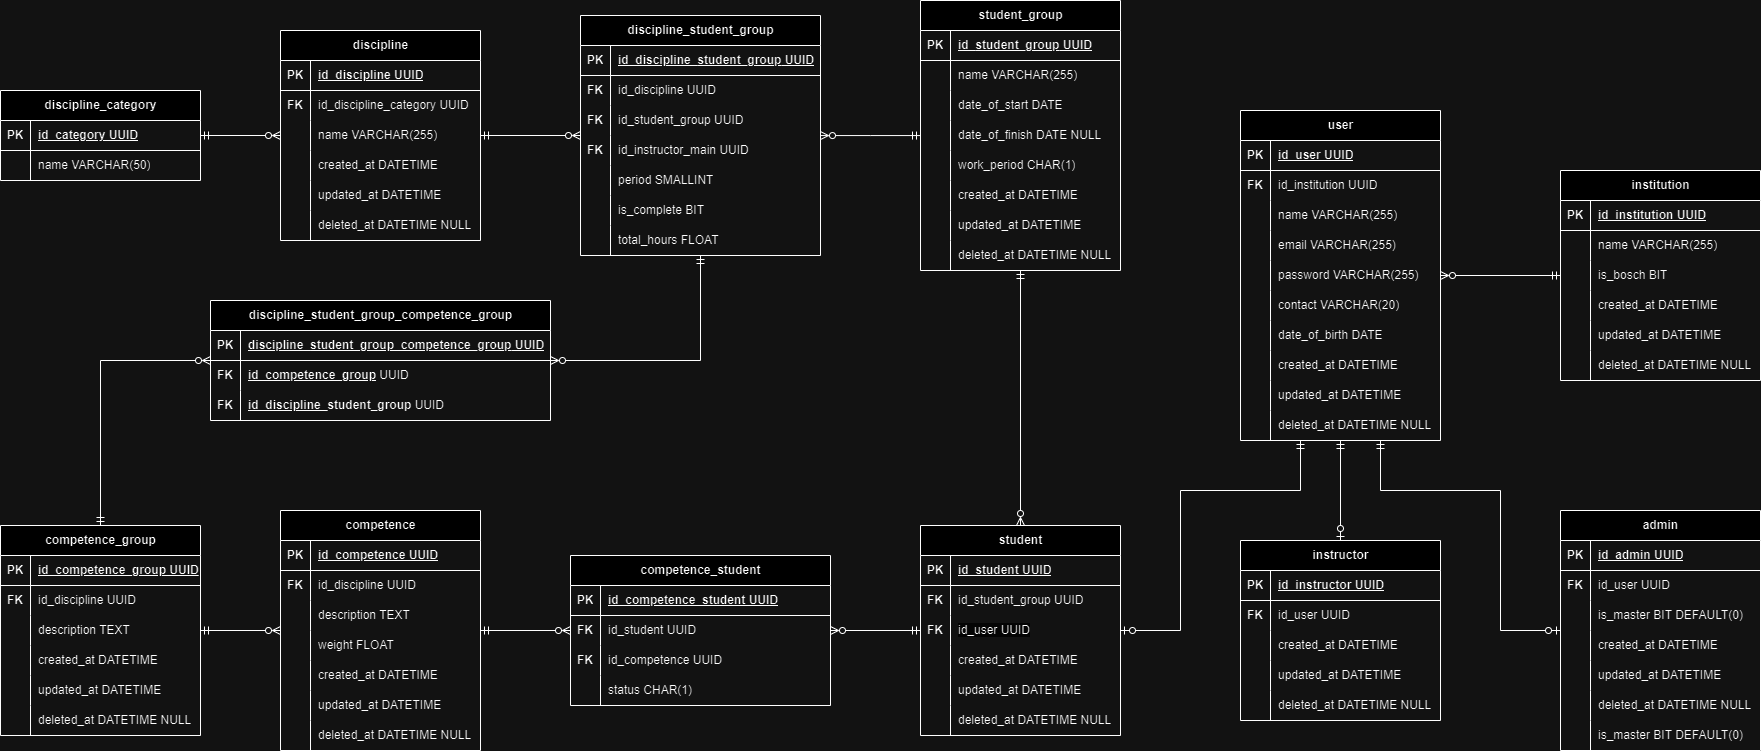 discipline_category
PK id_category UUID
name VARCHAR(50)
discipline
PK id_discipline UUID
FK id_discipline_category UUID
name VARCHAR(255)
created_at DATETIME
updated_at DATETIME
deleted_at DATETIME NULL
discipline_student_group
PK id_discipline_student_group UUID
FK id_discipline UUID
FK id_student_group UUID
FK id_instructor_main UUID
period SMALLINT
is_complete BIT
total_hours FLOAT
student_group
PK id_student_group UUID
name VARCHAR(255)
date_of_start DATE
date_of_finish DATE NULL
work_period CHAR(1)
created_at DATETIME
updated_at DATETIME
deleted_at DATETIME NULL
user
PK id_user UUID
FK id_institution UUID
name VARCHAR(255)
email VARCHAR(255)
password VARCHAR(255)
contact VARCHAR(20)
date_of_birth DATE
created_at DATETIME
updated_at DATETIME
deleted_at DATETIME NULL
institution
PK id_institution UUID
name VARCHAR(255)
is_bosch BIT
created_at DATETIME
updated_at DATETIME
deleted_at DATETIME NULL
discipline_student_group_competence_group
PK discipline_student_group_competence_group UUID
FK id_competence_group UUID
FK id_discipline_student_group UUID
competence_group
PK id_competence_group UUID
FK id_discipline UUID
description TEXT
created_at DATETIME
updated_at DATETIME
deleted_at DATETIME NULL
competence
PK id_competence UUID
FK id_discipline UUID
description TEXT
weight FLOAT
created_at DATETIME
updated_at DATETIME
deleted_at DATETIME NULL
competence_student
PK id_competence_student UUID
FK id_student UUID
FK id_competence UUID
status CHAR(1)
student
PK id_student UUID
FK id_student_group UUID
FK id_user UUID
created_at DATETIME
updated_at DATETIME
deleted_at DATETIME NULL
instructor
PK id_instructor UUID
FK id_user UUID
created_at DATETIME
updated_at DATETIME
deleted_at DATETIME NULL
admin
PK id_admin UUID
FK id_user UUID
is_master BIT DEFAULT(0)
created_at DATETIME
updated_at DATETIME
deleted_at DATETIME NULL
is_master BIT DEFAULT(0)